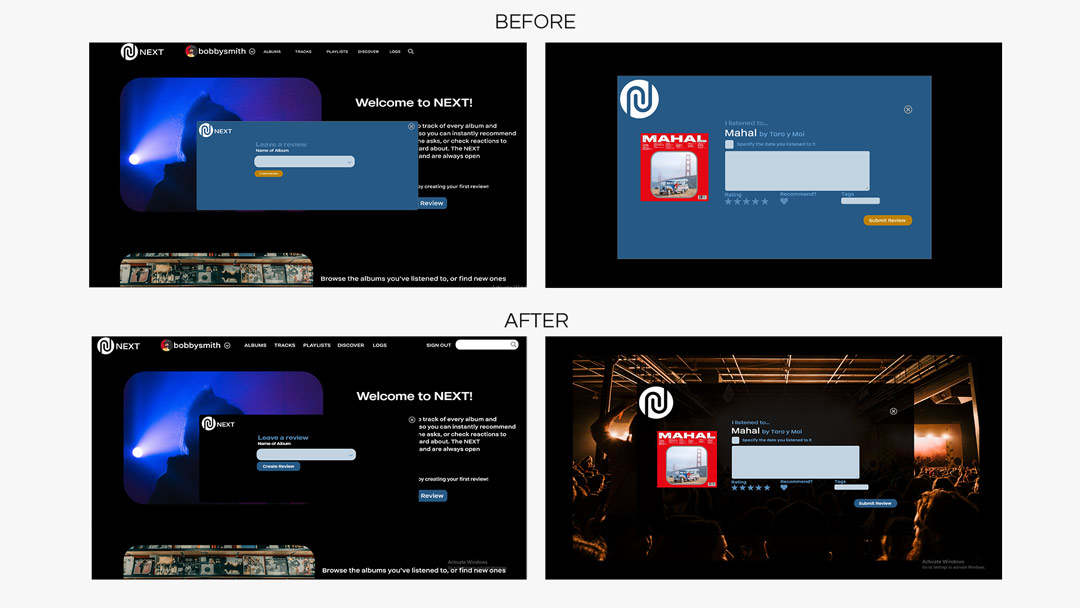 BEFORE
NEXT bobbysmith ALBUMS TRACKS PLAYLISTS DISCOVER LOGS
Welcome to NEXT!
track of every album and
so you can instantly recommend
ne asks, or check reactions to
ard about. The NEXT
and are always open
by creating your first review!
Review
NEXT
Leave a review
Name of Album
Create Review
Browse the albums you've listened to, or find new ones
I listened to...
Mahal by Toro y Moi
Specify the date you listened to it
MAHAL
Rating Recommend? Tags
Submit Review
AFTER
NEXT bobbysmith ALBUMS TRACKS PLAYLISTS DISCOVER LOGS SIGN OUT
Welcome to NEXT!
track of every album and
so you can instantly recommend
ne asks, or check reactions to
ard about. The NEXT
and are always open
by creating your first review!
Review
NEXT
Leave a review
Name of Album
Create Review
Activate Windows
Browse the albums you've listened to, or find new ones
I listened to...
Mahal by Toro y Moi
Specify the date you listened to it
MAHAL
Rating Recommend? Tags
Submit Review
Activate Windows
Go to Settings to activate Windows.